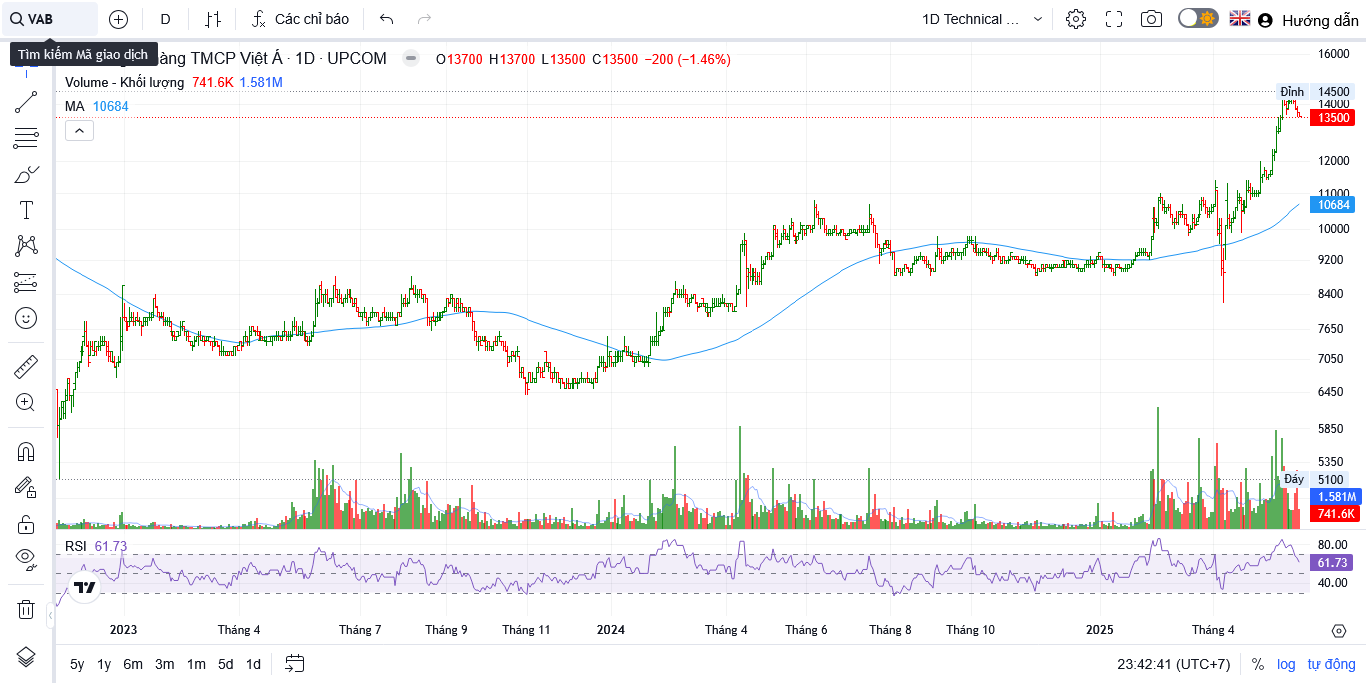 VAB D Các chỉ báo 1D Technical ... Hướng dẫn
Tìm kiếm Mã giao dịch àng TMCP Việt Á · 1D · UPCOM O13700 H13700 L13500 C13500 −200 (−1.46%)
Volume - Khối lượng 741.6K 1.581M
MA 10684
16000
Đỉnh 14500
14000
13500
12000
11000
10684
10000
9200
8400
7650
7050
6450
5850
5350
Đáy 5100
1.581M
741.6K
RSI 61.73
80.00
61.73
40.00
2023 Tháng 4 Tháng 7 Tháng 9 Tháng 11 2024 Tháng 4 Tháng 6 Tháng 8 Tháng 10 2025 Tháng 4
5y 1y 6m 3m 1m 5d 1d 23:42:41 (UTC+7) % log tự động